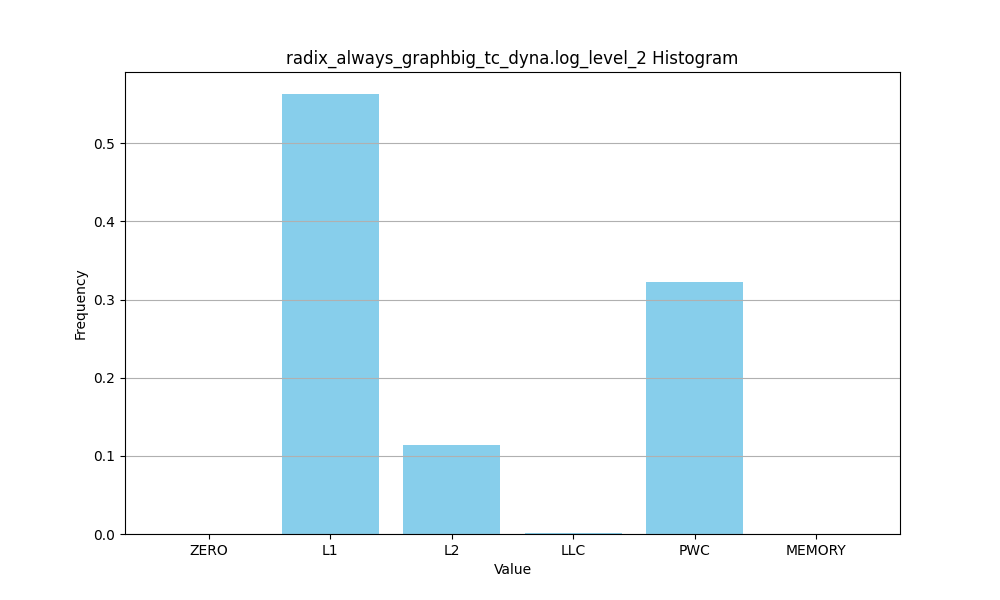 radix_always_graphbig_tc_dyna.log_level_2 Histogram
Frequency
0.5
0.4
0.3
0.2
0.1
0.0
ZERO L1 L2 LLC PWC MEMORY
Value